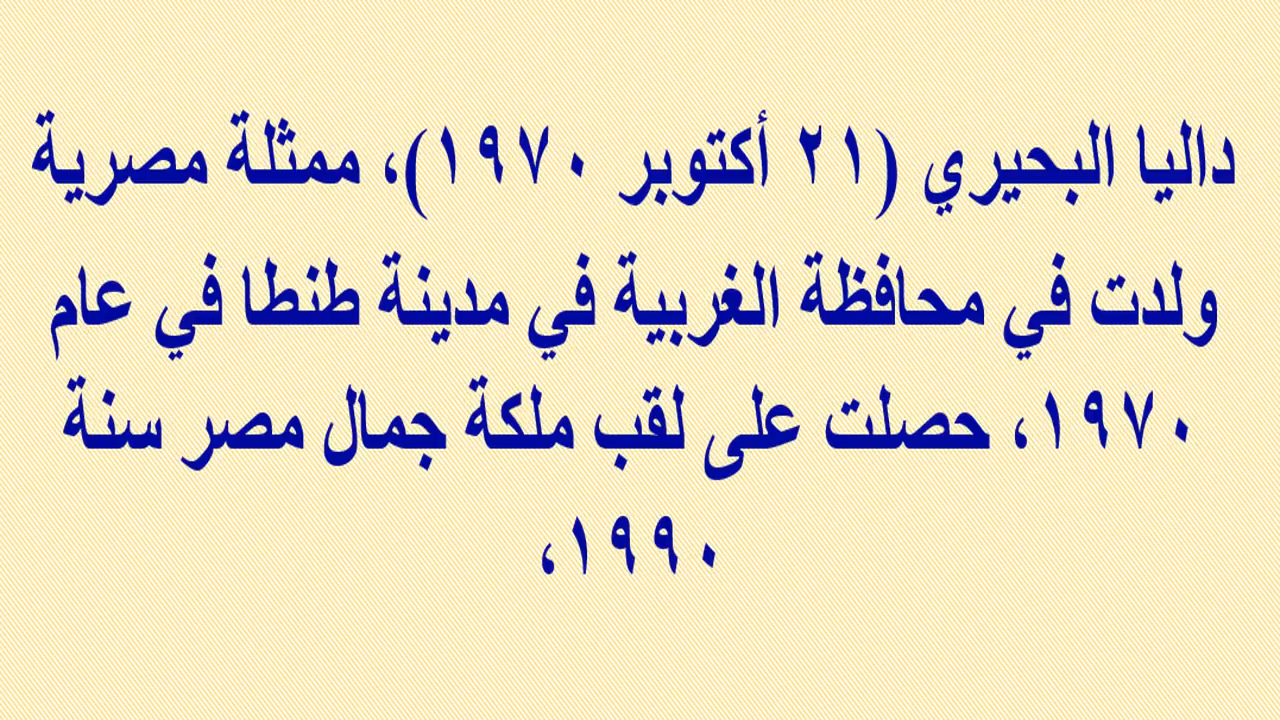 داليا البحيري (٢١ أكتوبر ١٩٧٠)، ممثلة مصرية
ولدت في محافظة الغربية في مدينة طنطا في عام
١٩٧٠، حصلت على لقب ملكة جمال مصر سنة
١٩٩٠،